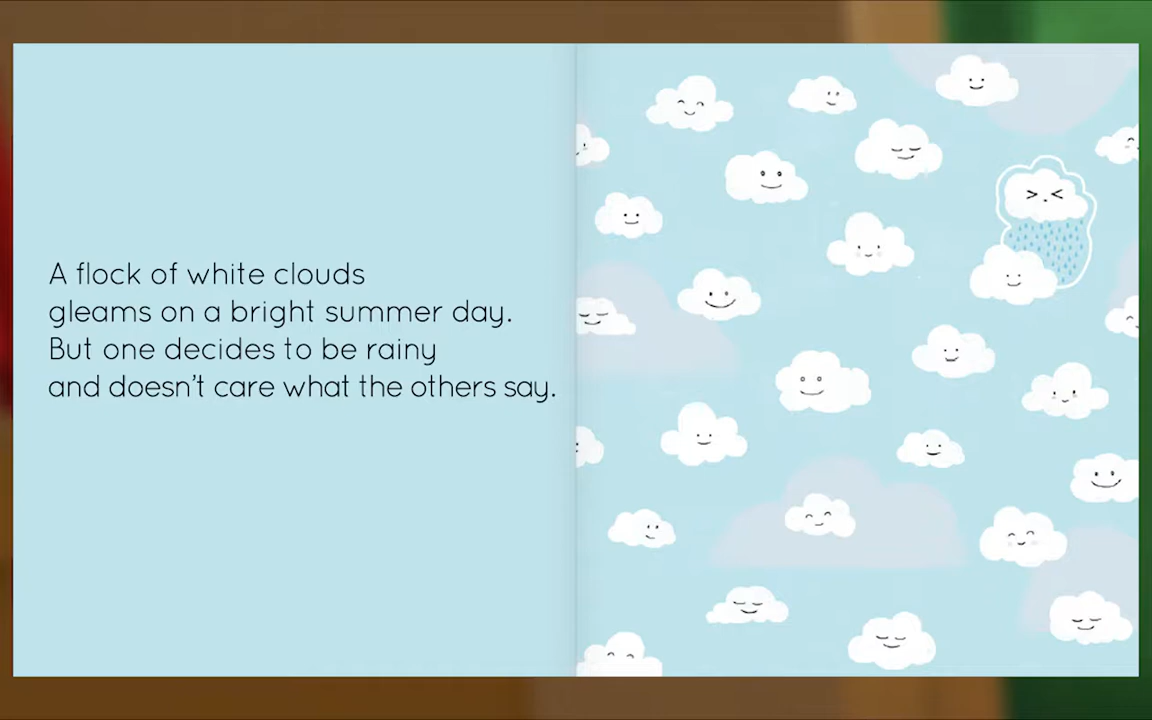 A flock of white clouds
gleams on a bright summer day.
But one decides to be rainy
and doesn't care what the others say.